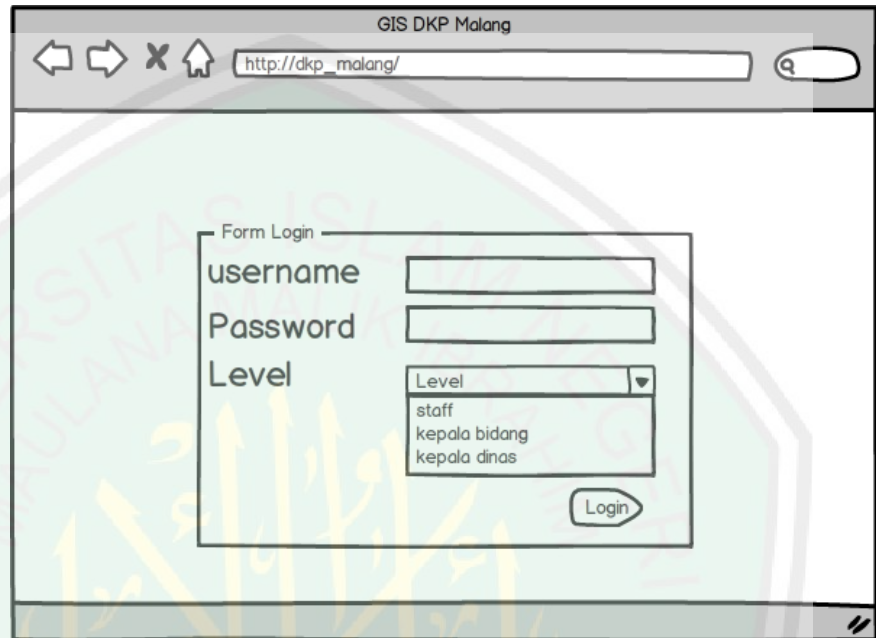 GIS DKP Malang
http://dkp_malang/
Form Login
username
Password
Level
Level
staff
kepala bidang
kepala dinas
Login